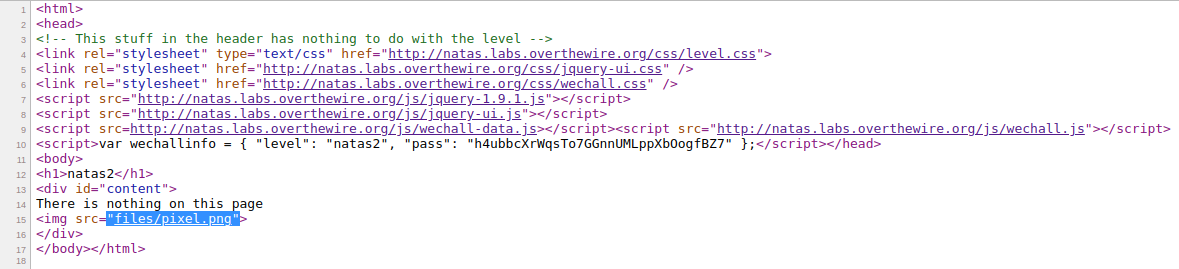 1 <html>
2 <head>
3 <!-- This stuff in the header has nothing to do with the level -->
4 <link rel="stylesheet" type="text/css" href="http://natas.labs.overthewire.org/css/level.css">
5 <link rel="stylesheet" href="http://natas.labs.overthewire.org/css/jquery-ui.css" />
6 <link rel="stylesheet" href="http://natas.labs.overthewire.org/css/wechall.css" />
7 <script src="http://natas.labs.overthewire.org/js/jquery-1.9.1.js"></script>
8 <script src="http://natas.labs.overthewire.org/js/jquery-ui.js"></script>
9 <script src=http://natas.labs.overthewire.org/js/wechall-data.js></script><script src="http://natas.labs.overthewire.org/js/wechall.js"></script>
10 <script>var wechallinfo = { "level": "natas2", "pass": "h4ubbcXrWqsTo7GGnnUMLppXbOogfBZ7" };</script></head>
11 <body>
12 <h1>natas2</h1>
13 <div id="content">
14 There is nothing on this page
15 <img src="files/pixel.png">
16 </div>
17 </body></html>
18